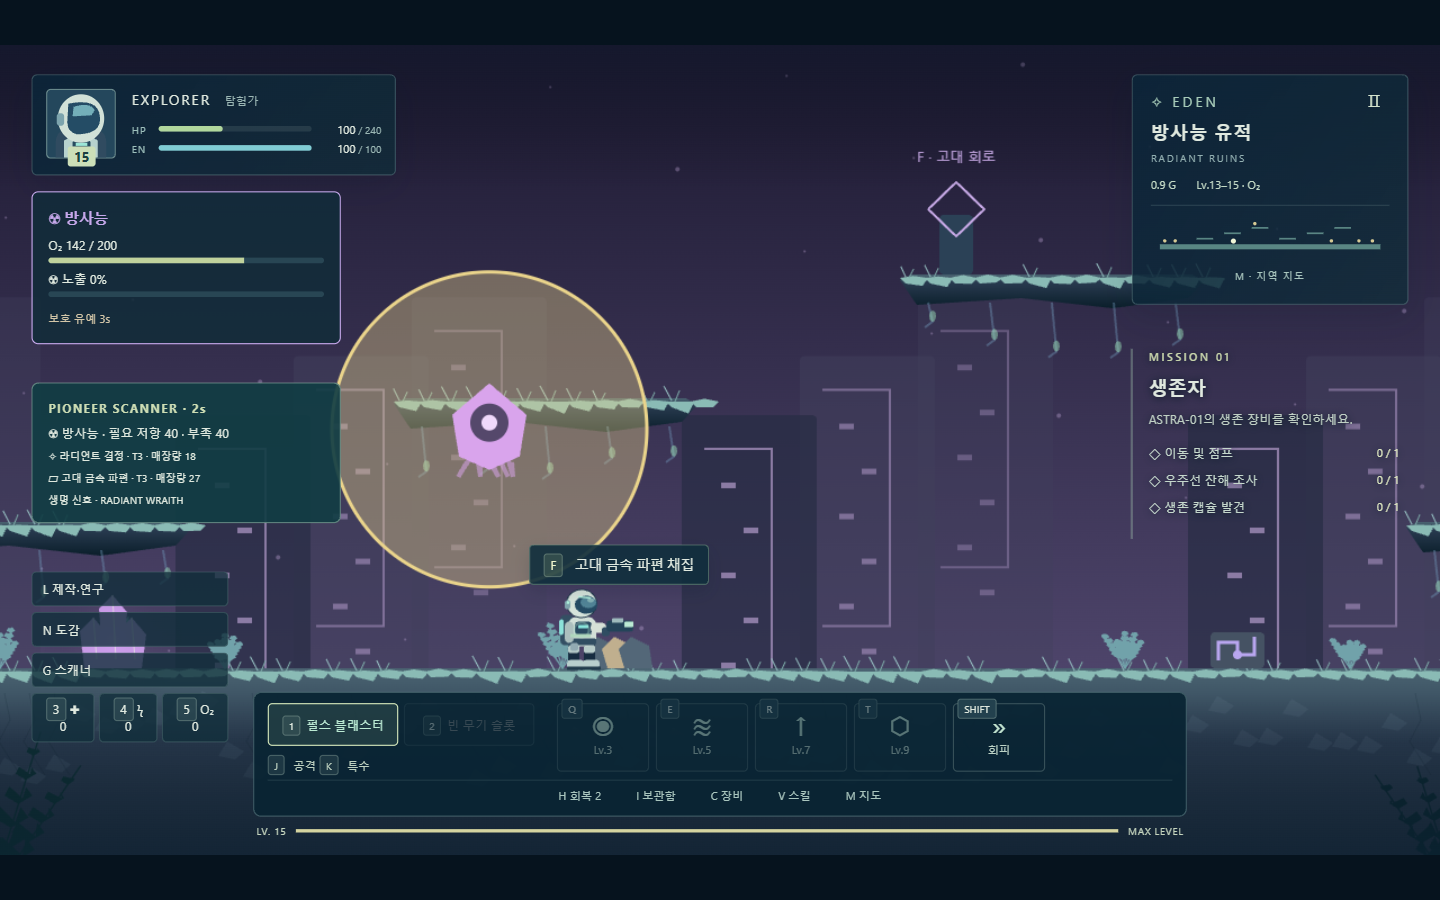 EXPLORER 탐험가
HP 100 / 240
EN 100 / 100
15
☢ 방사능
O₂ 142 / 200
☢ 노출 0%
보호 유예 3s
PIONEER SCANNER · 2s
☢ 방사능 · 필요 저항 40 · 부족 40
✧ 라디언트 결정 · T3 · 매장량 18
▱ 고대 금속 파편 · T3 · 매장량 27
생명 신호 · RADIANT WRAITH
L 제작·연구
N 도감
G 스캐너
3 ✚ 0
4 ϟ 0
5 O₂ 0
F · 고대 회로
F 고대 금속 파편 채집
✧ EDEN II
방사능 유적
RADIANT RUINS
0.9 G Lv.13–15 · O₂
M · 지역 지도
MISSION 01
생존자
ASTRA-01의 생존 장비를 확인하세요.
◇ 이동 및 점프 0 / 1
◇ 우주선 잔해 조사 0 / 1
◇ 생존 캡슐 발견 0 / 1
1 펄스 블래스터
2 빈 무기 슬롯
J 공격 K 특수
Q Lv.3
E Lv.5
R Lv.7
T Lv.9
SHIFT » 회피
H 회복 2 I 보관함 C 장비 V 스킬 M 지도
LV. 15 MAX LEVEL